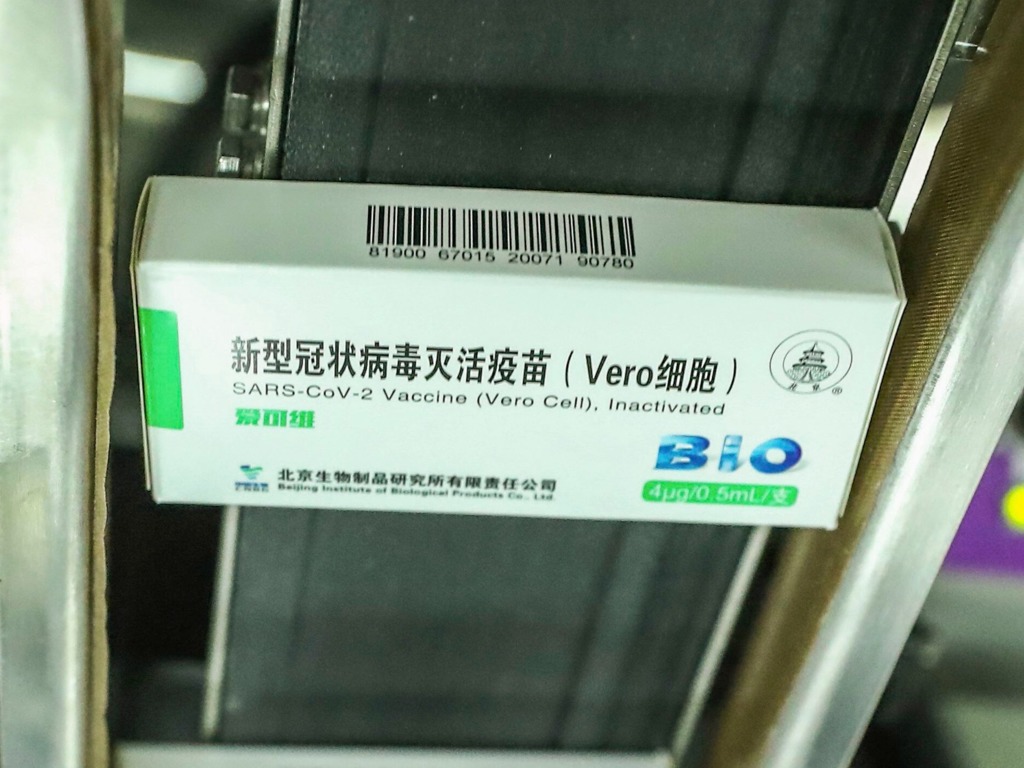 81900 67015 20071 90780
新型冠状病毒灭活疫苗（Vero细胞）
SARS-CoV-2 Vaccine (Vero Cell), Inactivated
爱可维
BIO
4μg/0.5mL/支
北京生物制品研究所有限责任公司
Beijing Institute of Biological Products Co., Ltd.
®